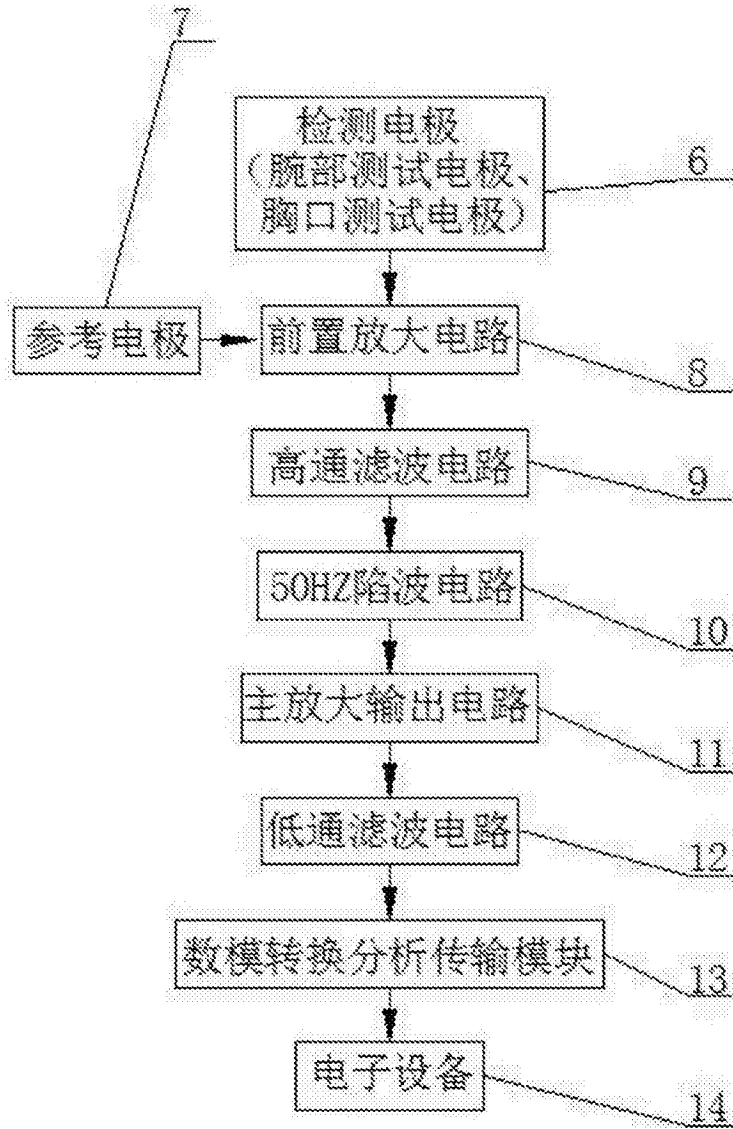 7
检测电极
（腕部测试电极、
胸口测试电极）
6
参考电极
前置放大电路
8
高通滤波电路
9
50HZ陷波电路
10
主放大输出电路
11
低通滤波电路
12
数模转换分析传输模块
13
电子设备
14